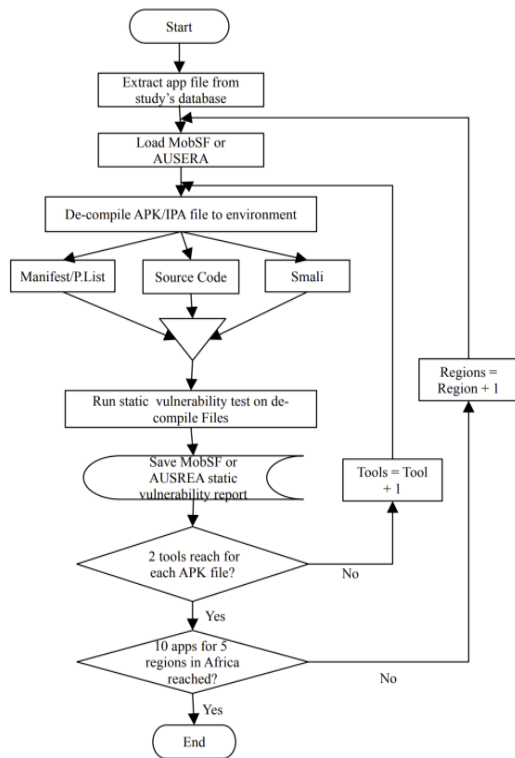 Start
Extract app file from
study's database
Load MobSF or
AUSERA
De-compile APK/IPA file to environment
Manifest/P.List
Source Code
Smali
Run static vulnerability test on de-
compile Files
Regions =
Region + 1
Save MobSF or
AUSREA static
vulnerability report
Tools = Tool
+ 1
2 tools reach for
each APK file?
No
Yes
10 apps for 5
regions in Africa
reached?
No
Yes
End